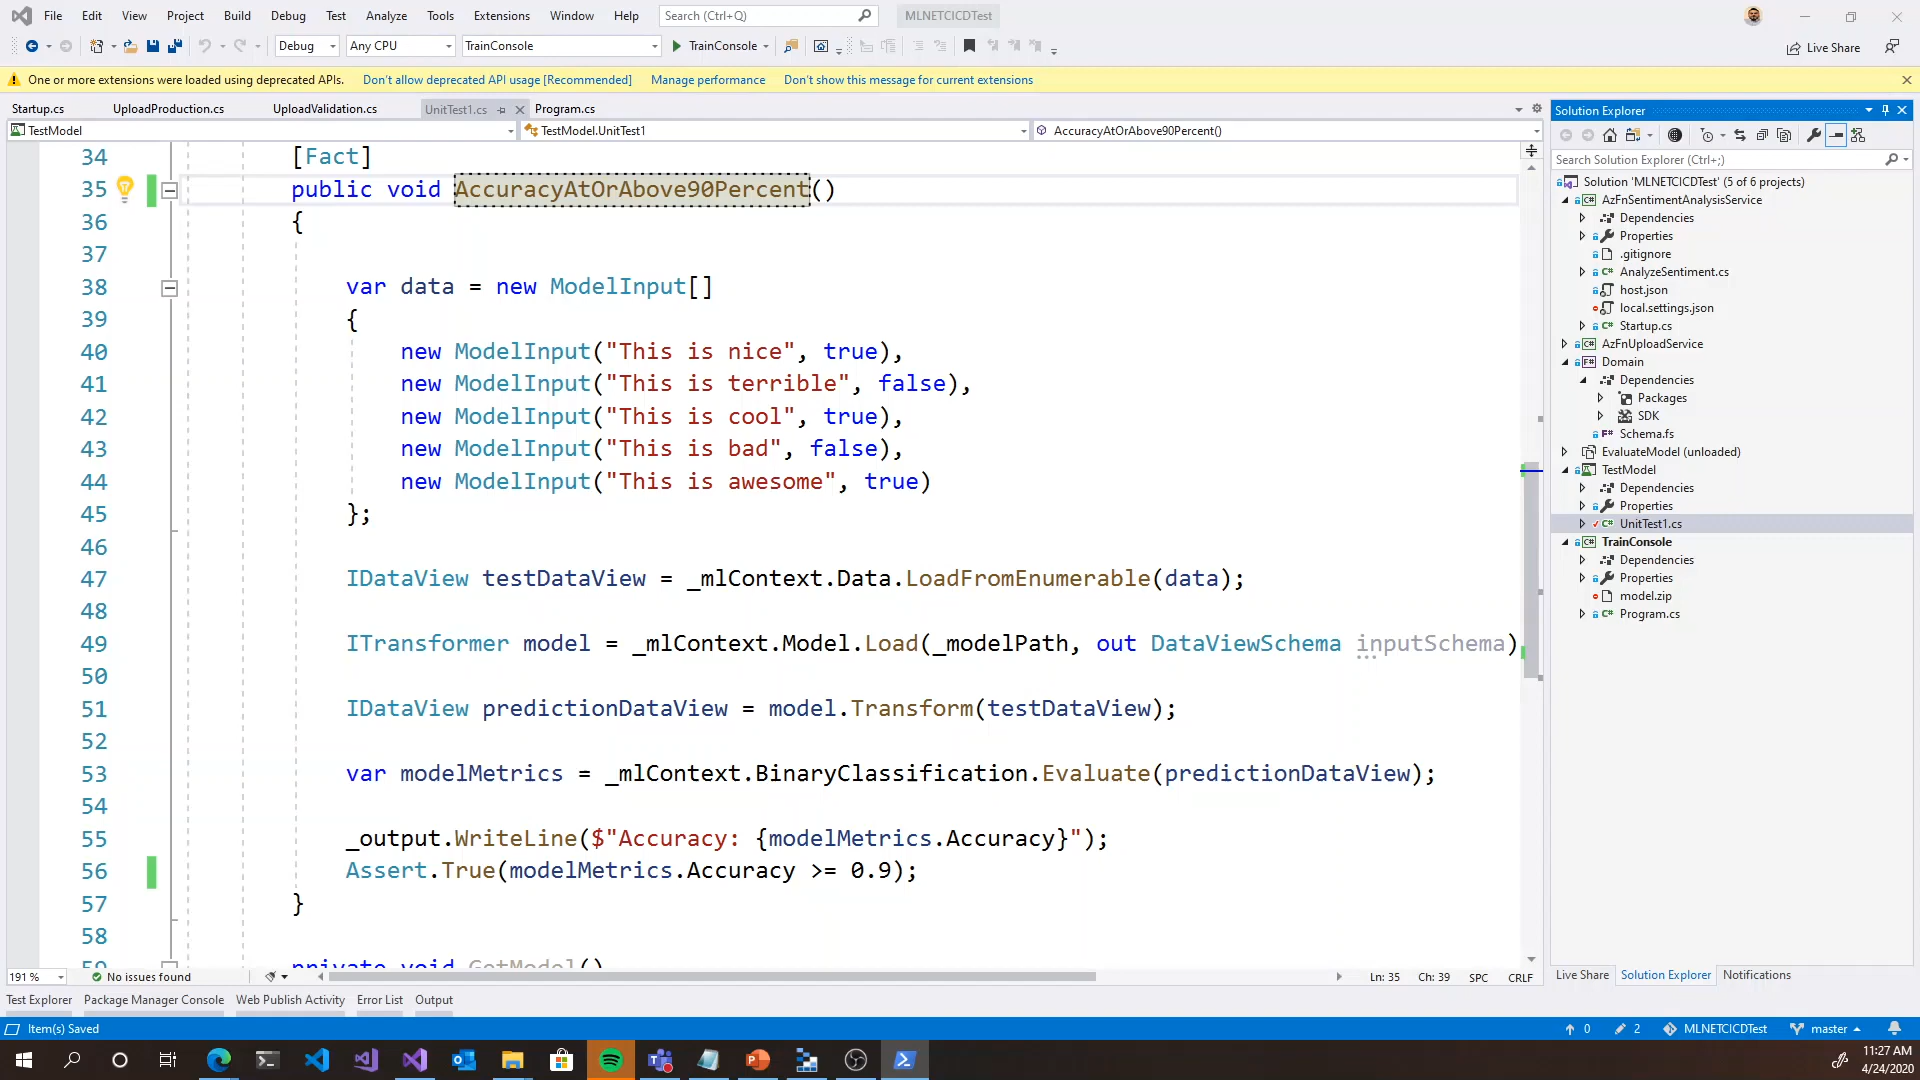 File Edit View Project Build Debug Test Analyze Tools Extensions Window Help Search (Ctrl+Q) MLNETCICDTest
Debug Any CPU TrainConsole TrainConsole Live Share
One or more extensions were loaded using deprecated APIs. Don't allow deprecated API usage [Recommended] Manage performance Don't show this message for current extensions
Startup.cs UploadProduction.cs UploadValidation.cs UnitTest1.cs Program.cs
TestModel TestModel.UnitTest1 AccuracyAtOrAbove90Percent()
34 [Fact]
35 public void AccuracyAtOrAbove90Percent()
36 {
37
38 var data = new ModelInput[]
39 {
40 new ModelInput("This is nice", true),
41 new ModelInput("This is terrible", false),
42 new ModelInput("This is cool", true),
43 new ModelInput("This is bad", false),
44 new ModelInput("This is awesome", true)
45 };
46
47 IDataView testDataView = _mlContext.Data.LoadFromEnumerable(data);
48
49 ITransformer model = _mlContext.Model.Load(_modelPath, out DataViewSchema inputSchema)
50
51 IDataView predictionDataView = model.Transform(testDataView);
52
53 var modelMetrics = _mlContext.BinaryClassification.Evaluate(predictionDataView);
54
55 _output.WriteLine($"Accuracy: {modelMetrics.Accuracy}");
56 Assert.True(modelMetrics.Accuracy >= 0.9);
57 }
58
59 private void GetModel()
191 % No issues found Ln: 35 Ch: 39 SPC CRLF
Test Explorer Package Manager Console Web Publish Activity Error List Output
Solution Explorer
Search Solution Explorer (Ctrl+;)
Solution 'MLNETCICDTest' (5 of 6 projects)
AzFnSentimentAnalysisService
Dependencies
Properties
.gitignore
AnalyzeSentiment.cs
host.json
local.settings.json
Startup.cs
AzFnUploadService
Domain
Dependencies
Packages
SDK
Schema.fs
EvaluateModel (unloaded)
TestModel
Dependencies
Properties
UnitTest1.cs
TrainConsole
Dependencies
Properties
model.zip
Program.cs
Live Share Solution Explorer Notifications
Item(s) Saved 0 2 MLNETCICDTest master
11:27 AM
4/24/2020